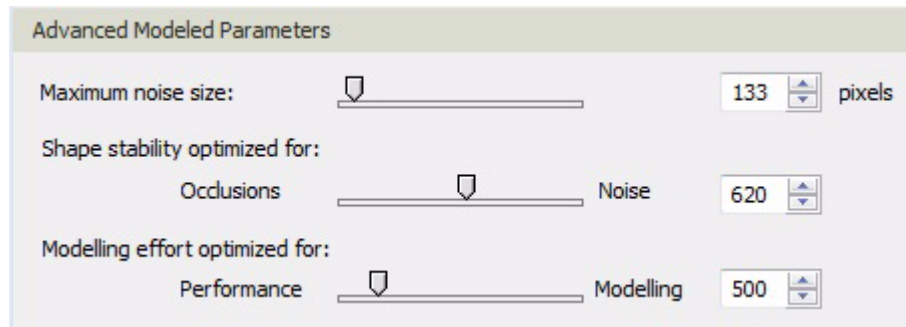 Advanced Modeled Parameters
Maximum noise size: 133 pixels
Shape stability optimized for:
Occlusions Noise 620
Modelling effort optimized for:
Performance Modelling 500